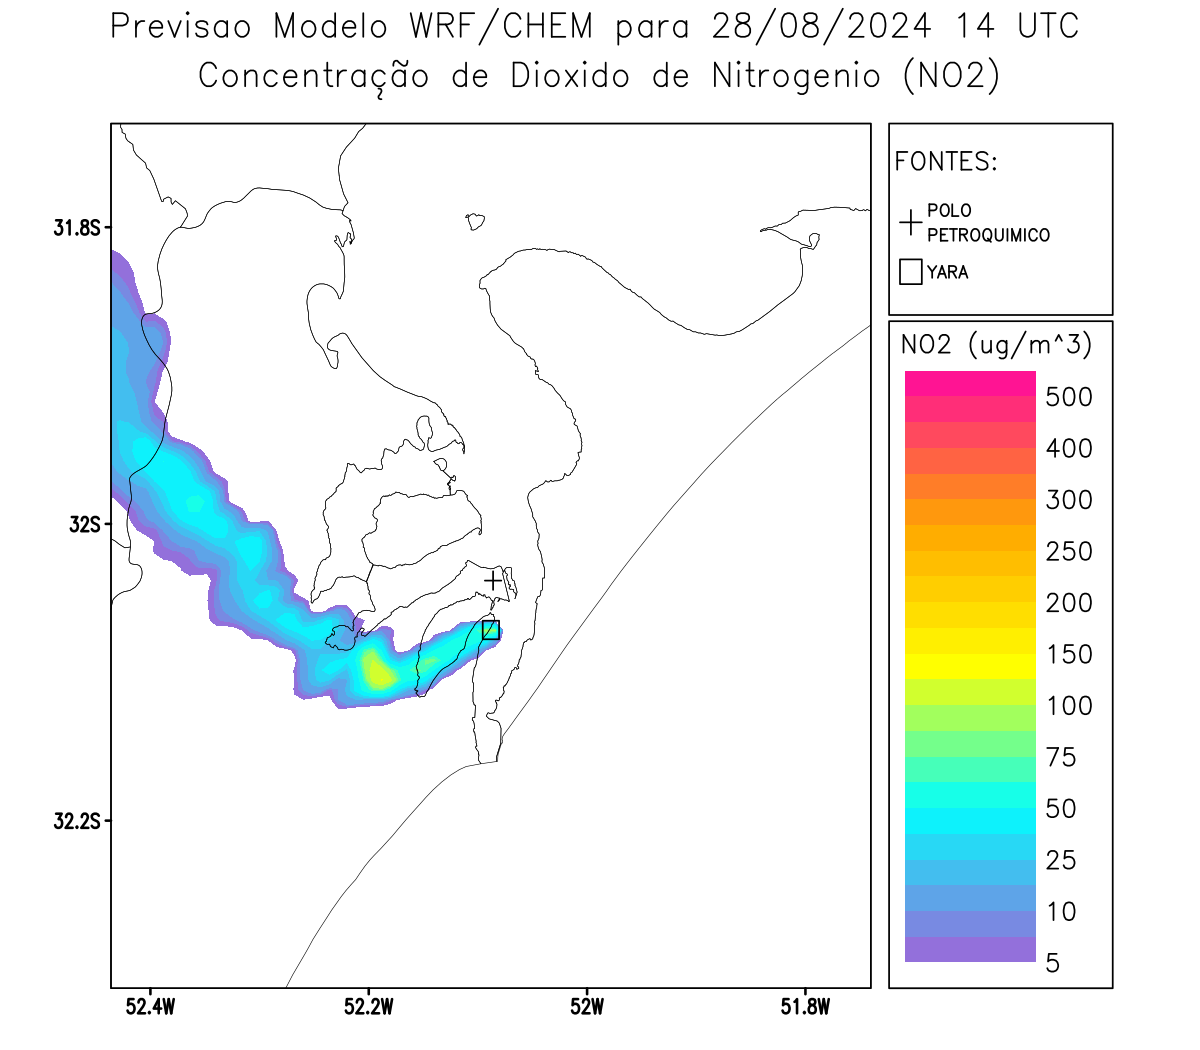 Previsao Modelo WRF/CHEM para 28/08/2024 14 UTC
Concentração de Dioxido de Nitrogenio (NO2)
FONTES:
POLO
PETROQUIMICO
YARA
31.8S
32S
32.2S
52.4W
52.2W
52W
51.8W
NO2 (ug/m^3)
500
400
300
250
200
150
100
75
50
25
10
5